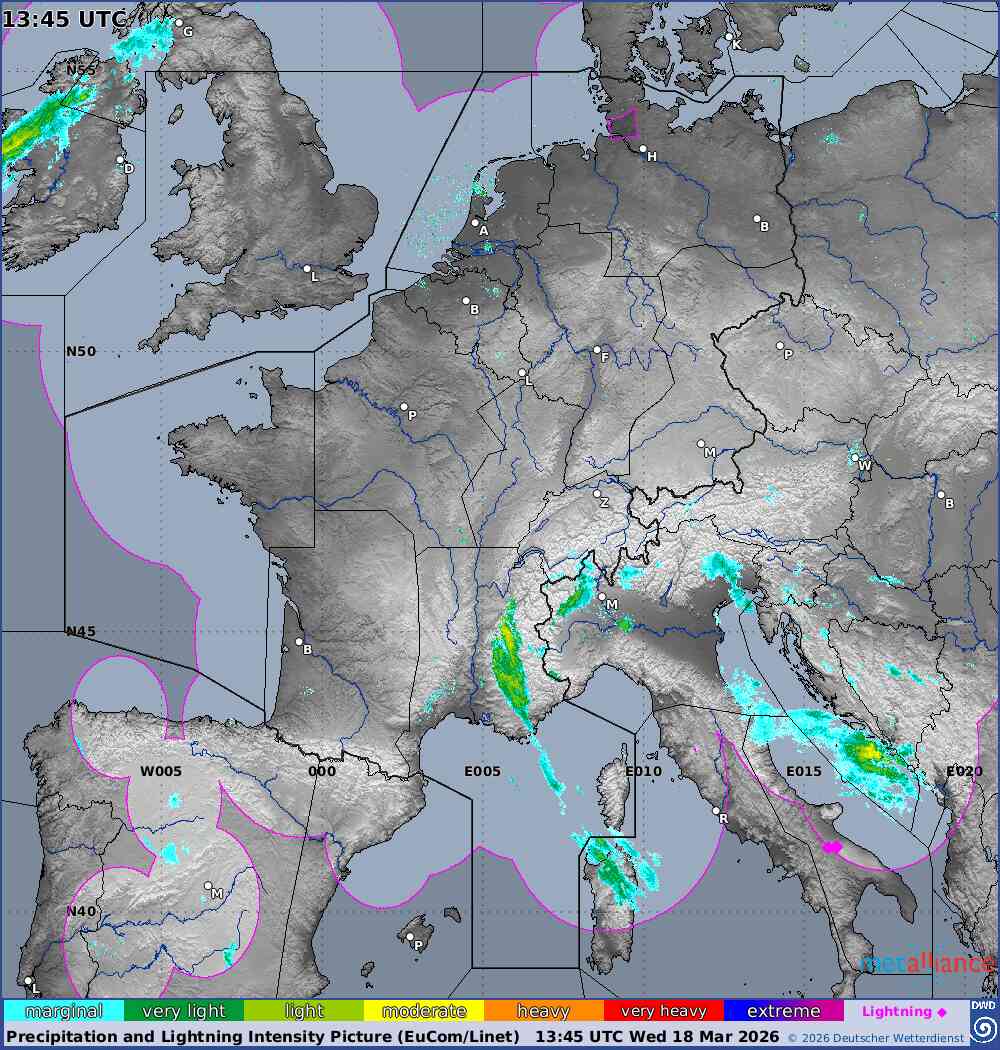 13:45 UTC
G
K
N55
D
H
A
B
L
B
N50
P
F
L
P
M
W
Z
B
M
N45
B
W005
000
E005
E010
E015
E020
R
M
N40
P
L
metalliance
marginal very light light moderate heavy very heavy extreme Lightning ◆ DWD
Precipitation and Lightning Intensity Picture (EuCom/Linet) 13:45 UTC Wed 18 Mar 2026 © 2026 Deutscher Wetterdienst